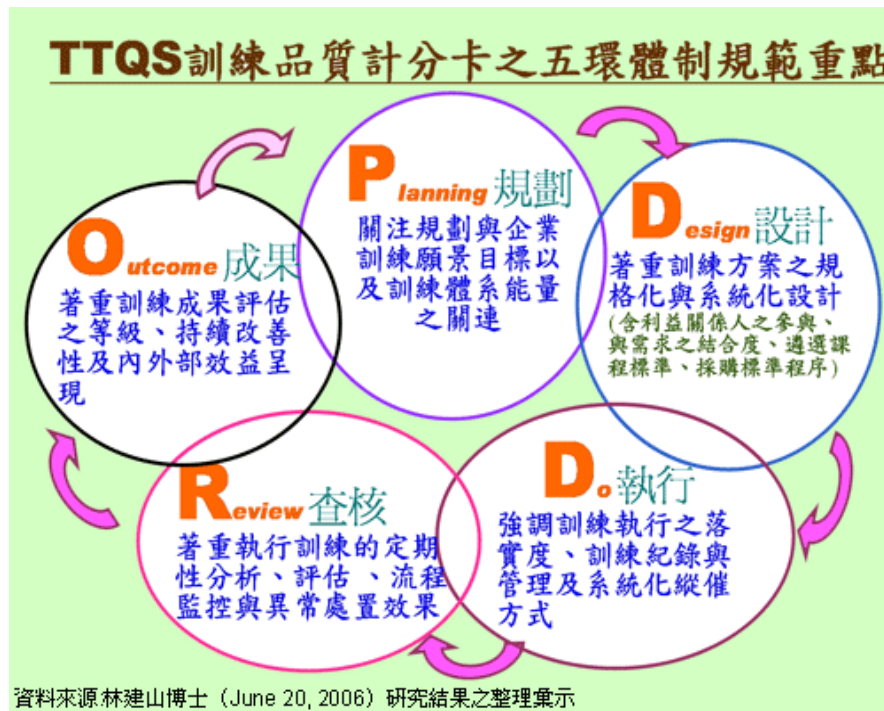 TTQS訓練品質計分卡之五環體制規範重點
Planning 規劃
關注規劃與企業
訓練願景目標以
及訓練體系能量
之關連
Design 設計
著重訓練方案之規
格化與系統化設計
(含利益關係人之參與、
與需求之結合度、遴選課
程標準、採購標準程序)
Do 執行
強調訓練執行之落
實度、訓練紀錄與
管理及系統化縱催
方式
Review 查核
著重執行訓練的定期
性分析、評估、流程
監控與異常處置效果
Outcome 成果
著重訓練成果評估
之等級、持續改善
性及內外部效益呈
現
資料來源:林建山博士（June 20, 2006）研究結果之整理彙示